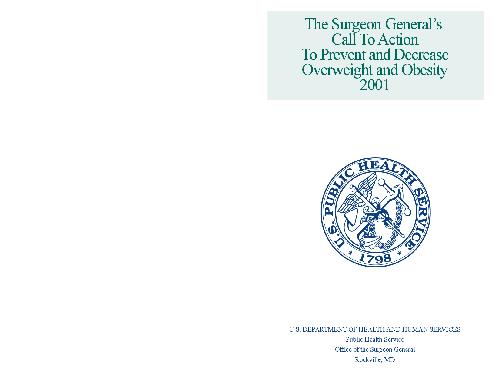 The Surgeon General's
Call To Action
To Prevent and Decrease
Overweight and Obesity
2001
U.S. PUBLIC HEALTH SERVICE
1798
U.S. DEPARTMENT OF HEALTH AND HUMAN SERVICES
Public Health Service
Office of the Surgeon General
Rockville, MD